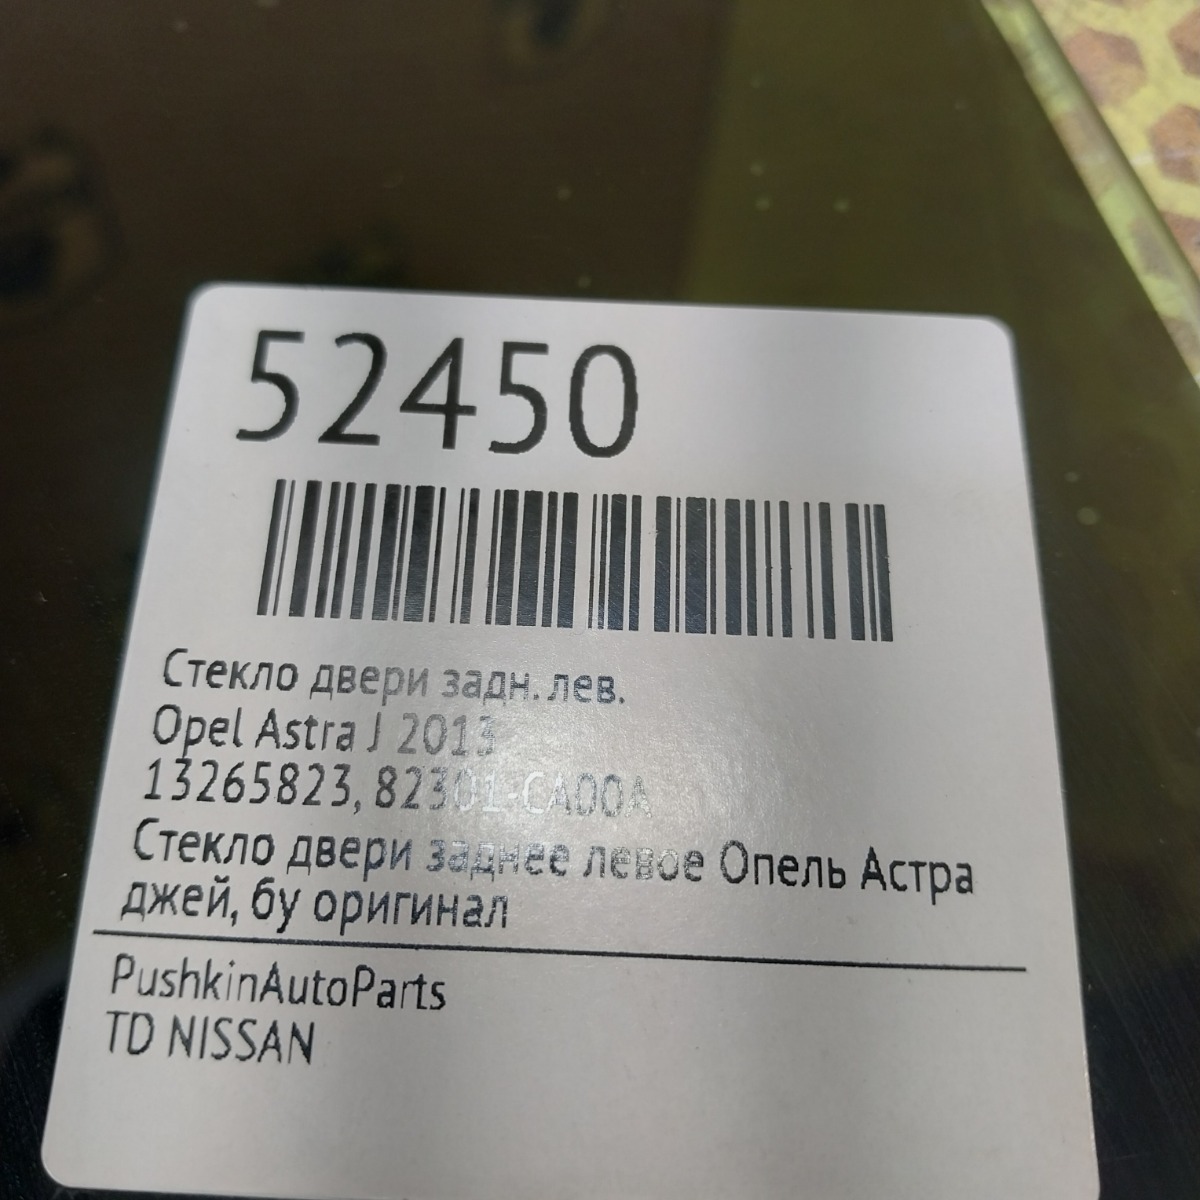 52450
Стекло двери задн. лев.
Opel Astra J 2013
13265823, 82301-CA00A
Стекло двери заднее левое Опель Астра
джей, бу оригинал
PushkinAutoParts
TD NISSAN